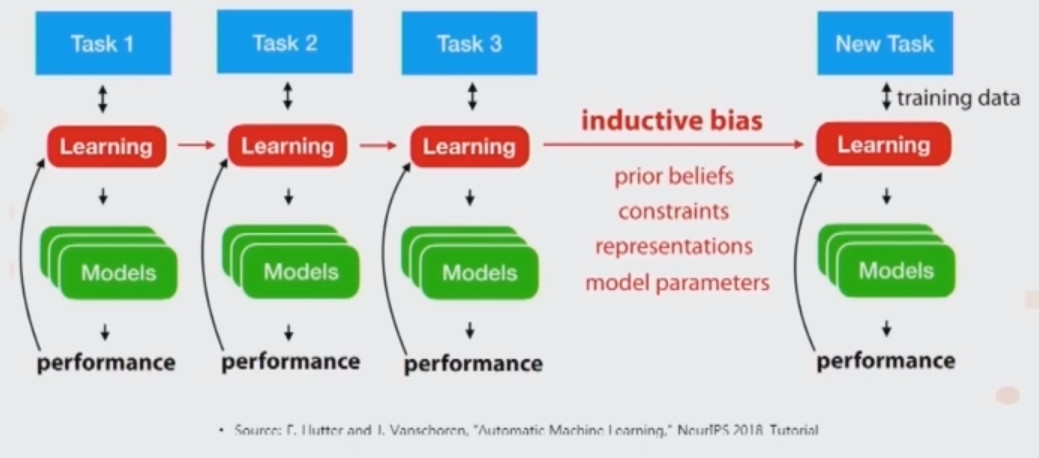 Task 1
Task 2
Task 3
New Task
training data
Learning
Learning
Learning
inductive bias
Learning
prior beliefs
constraints
representations
model parameters
Models
Models
Models
Models
performance
performance
performance
performance
• Source: F. Hutter and J. Vanschoren, "Automatic Machine Learning," NeurIPS 2018 Tutorial